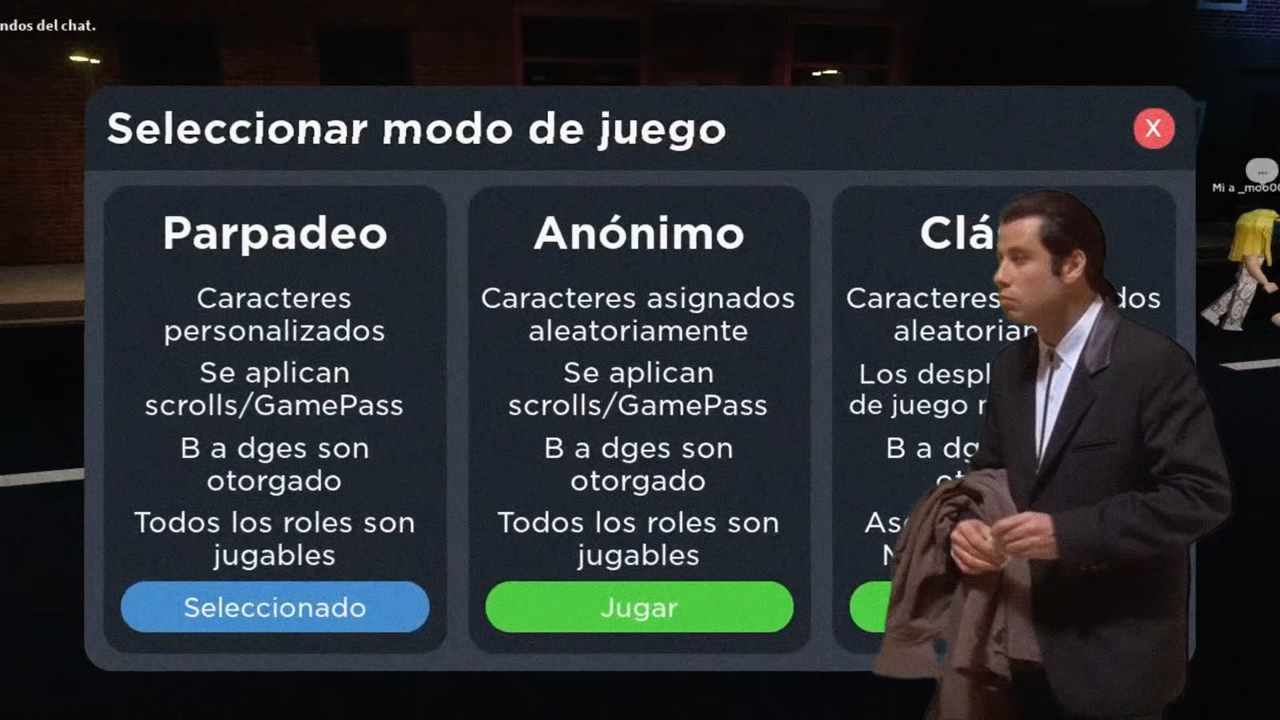 ndos del chat.
Seleccionar modo de juego
X
Parpadeo
Caracteres
personalizados
Se aplican
scrolls/GamePass
B a dges son
otorgado
Todos los roles son
jugables
Seleccionado
Anónimo
Caracteres asignados
aleatoriamente
Se aplican
scrolls/GamePass
B a dges son
otorgado
Todos los roles son
jugables
Jugar
Clá
Caracteres dos
aleatorian
Los despl
de juego
B a dg
Mi a